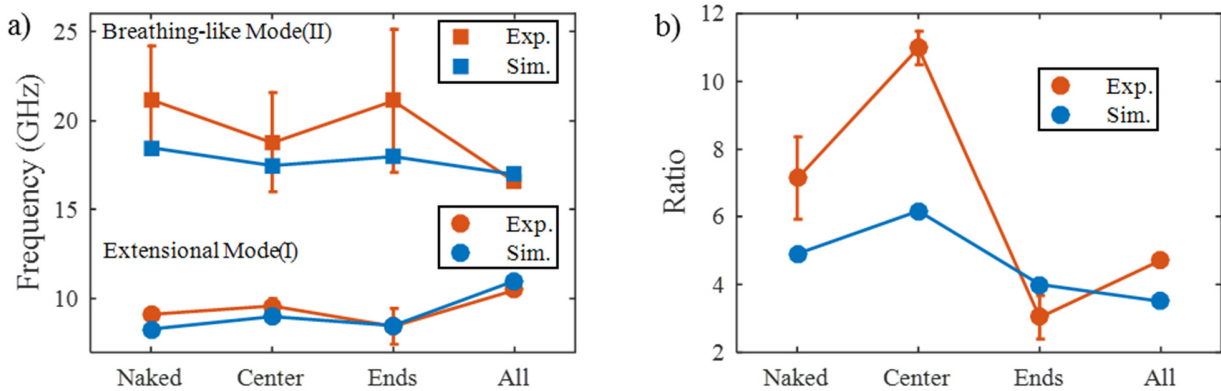 a)
Breathing-like Mode(II)
Exp.
Sim.
Extensional Mode(I)
Exp.
Sim.
Frequency (GHz)
25
20
15
10
Naked Center Ends All
b)
Exp.
Sim.
Ratio
12
10
8
6
4
2
Naked Center Ends All